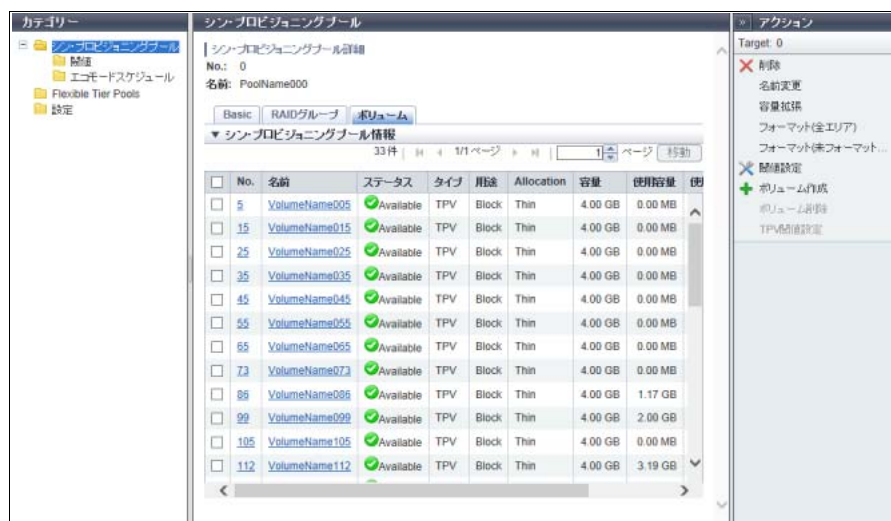 カテゴリー
シン・プロビジョニングプール
閾値
エコモードスケジュール
Flexible Tier Pools
設定
シン・プロビジョニングプール
シン・プロビジョニングプール詳細
No.: 0
名前: PoolName000
Basic RAIDグループ ボリューム
▼ シン・プロビジョニングプール情報
33件 | 1/1 ページ | 1 ページ 移動
No. 名前 ステータス タイプ 用途 Allocation 容量 使用容量 使
5 VolumeName005 Available TPV Block Thin 4.00 GB 0.00 MB
15 VolumeName015 Available TPV Block Thin 4.00 GB 0.00 MB
25 VolumeName025 Available TPV Block Thin 4.00 GB 0.00 MB
35 VolumeName035 Available TPV Block Thin 4.00 GB 0.00 MB
45 VolumeName045 Available TPV Block Thin 4.00 GB 0.00 MB
55 VolumeName055 Available TPV Block Thin 4.00 GB 0.00 MB
65 VolumeName065 Available TPV Block Thin 4.00 GB 0.00 MB
73 VolumeName073 Available TPV Block Thin 4.00 GB 0.00 MB
86 VolumeName086 Available TPV Block Thin 4.00 GB 1.17 GB
99 VolumeName099 Available TPV Block Thin 4.00 GB 2.00 GB
105 VolumeName105 Available TPV Block Thin 4.00 GB 0.00 MB
112 VolumeName112 Available TPV Block Thin 4.00 GB 3.19 GB
» アクション
Target: 0
削除
名前変更
容量拡張
フォーマット(全エリア)
フォーマット(未フォーマット...
閾値設定
ボリューム作成
ボリューム削除
TPV閾値設定